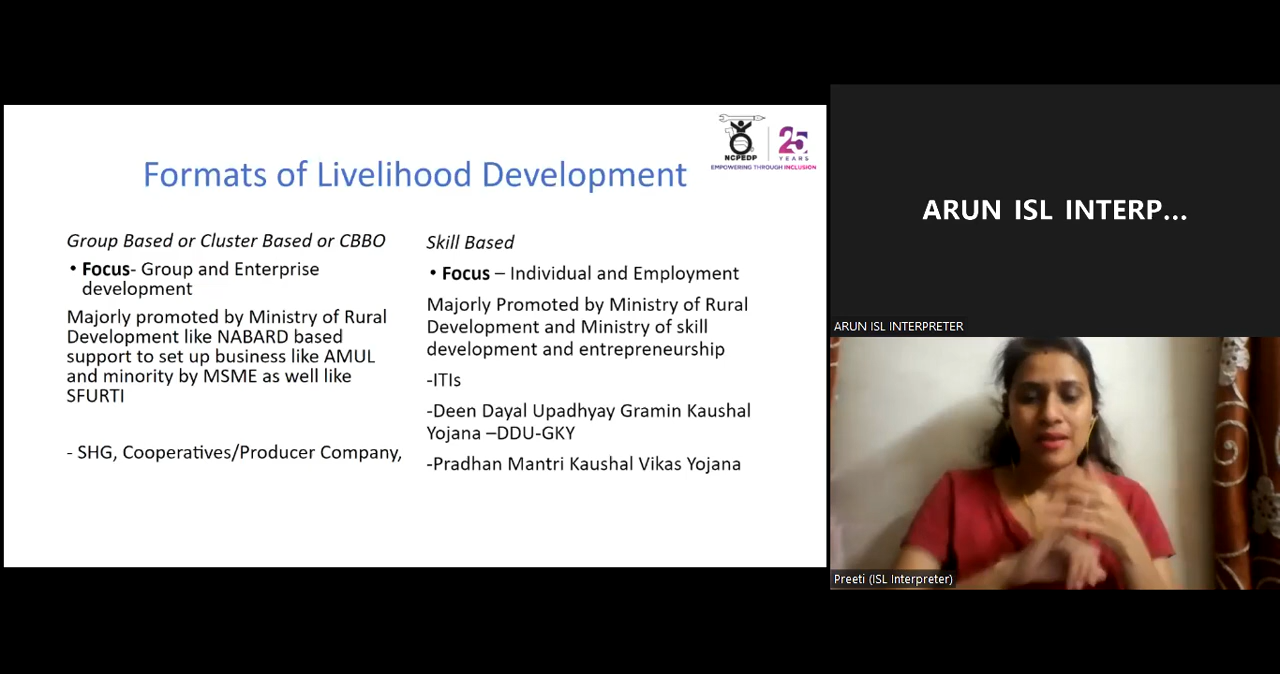 NCPEDP
25
YEARS
EMPOWERING THROUGH INCLUSION
Formats of Livelihood Development
Group Based or Cluster Based or CBBO
• Focus- Group and Enterprise
development
Majorly promoted by Ministry of Rural
Development like NABARD based
support to set up business like AMUL
and minority by MSME as well like
SFURTI
- SHG, Cooperatives/Producer Company,
Skill Based
• Focus – Individual and Employment
Majorly Promoted by Ministry of Rural
Development and Ministry of skill
development and entrepreneurship
-ITIs
-Deen Dayal Upadhyay Gramin Kaushal
Yojana –DDU-GKY
-Pradhan Mantri Kaushal Vikas Yojana
ARUN ISL INTERP...
ARUN ISL INTERPRETER
Preeti (ISL Interpreter)